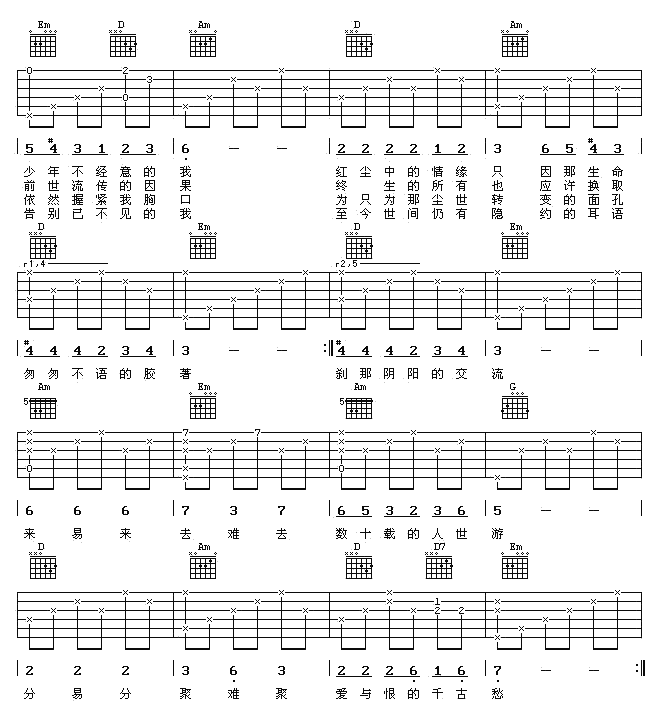 Em D Am D Am
0 2 3 0
5 #4 3 1 2 3 6 – – 2 2 2 2 1 2 3 6 5 #4 3
少年不经意的我 红尘中的情缘只 因那生命
前世流传的因果 终 生的所有也 应许换取
依然握紧我胸口 为只为那尘世转 变的面孔
告别己不见的我 至今世间仍有隐 约的耳语
D Em D Em
r1,4 r2,5
#4 4 4 2 3 4 3 – – #4 4 4 2 3 4 3 – –
匆匆不语的胶著 刹那阴阳的交流
Am Em Am G
5 5
7 7
0 0
6 6 6 7 3 7 6 5 3 2 3 6 5 – –
来易来 去难去 数十载的人世游
D Am D D7 Em
1
2 2
2 2 2 3 6 3 2 2 2 6 1 6 7 – –
分易分 聚难聚 爱与恨的千古愁